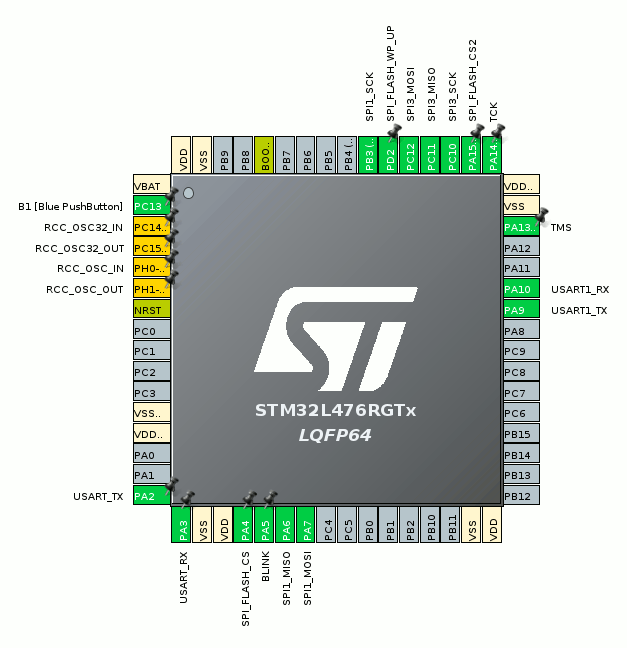 SPI1_SCK
SPI_FLASH_WP_UP
SPI3_MOSI
SPI3_MISO
SPI3_SCK
SPI_FLASH_CS2
TCK
VDD
VSS
PB9
PB8
BOO..
PB7
PB6
PB5
PB4 (..
PB3 (..
PD2
PC12
PC11
PC10
PA15..
PA14..
VBAT
VDD..
B1 [Blue PushButton]
PC13
VSS
RCC_OSC32_IN
PC14..
PA13..
TMS
RCC_OSC32_OUT
PC15..
PA12
RCC_OSC_IN
PH0-..
PA11
RCC_OSC_OUT
PH1-..
PA10
USART1_RX
NRST
PA9
USART1_TX
PC0
PA8
PC1
PC9
PC2
PC8
PC3
PC7
VSS..
PC6
VDD..
PB15
PA0
PB14
PA1
PB13
USART_TX
PA2
PB12
ST
STM32L476RGTx
LQFP64
PA3
VSS
VDD
PA4
PA5
PA6
PA7
PC4
PC5
PB0
PB1
PB2
PB10
PB11
VSS
VDD
USART_RX
SPI_FLASH_CS
BLINK
SPI1_MISO
SPI1_MOSI